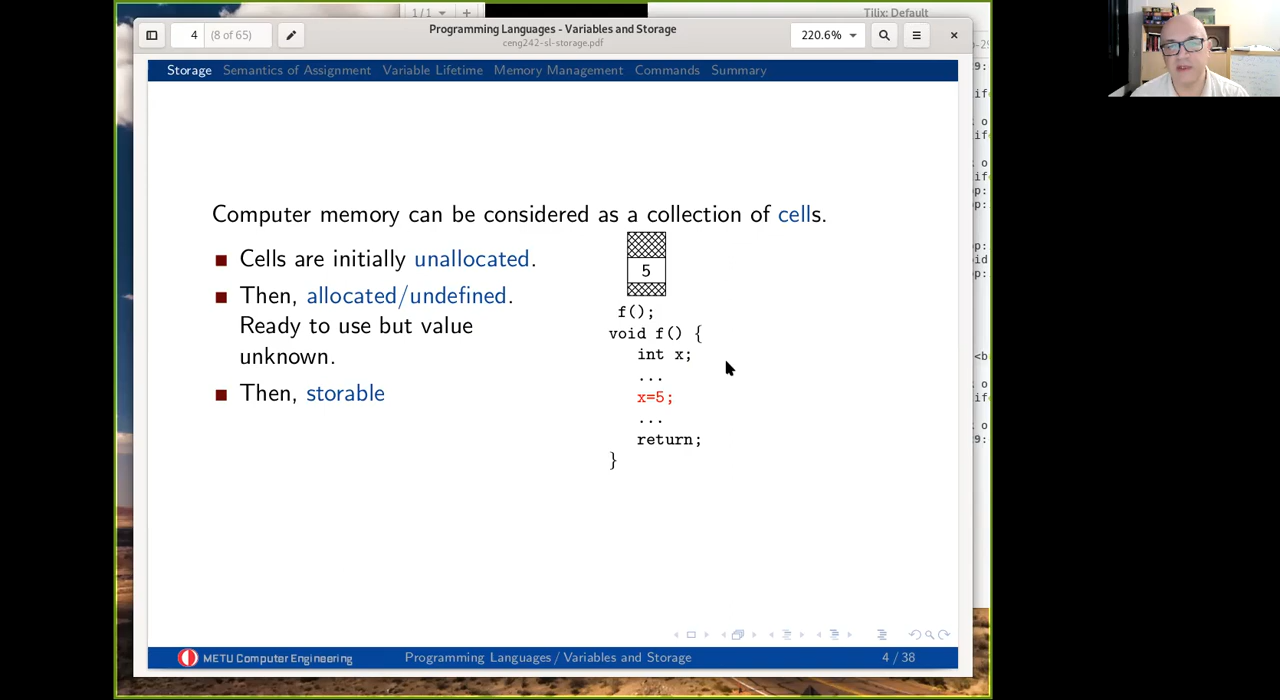 1/1
Tilix: Default
4 (8 of 65)
Programming Languages - Variables and Storage
ceng242-sl-storage.pdf
220.6%
Storage Semantics of Assignment Variable Lifetime Memory Management Commands Summary
Computer memory can be considered as a collection of cells.
Cells are initially unallocated.
Then, allocated/undefined.
Ready to use but value
unknown.
Then, storable
5
f();
void f() {
int x;
...
x=5;
...
return;
}
METU Computer Engineering Programming Languages / Variables and Storage 4 / 38